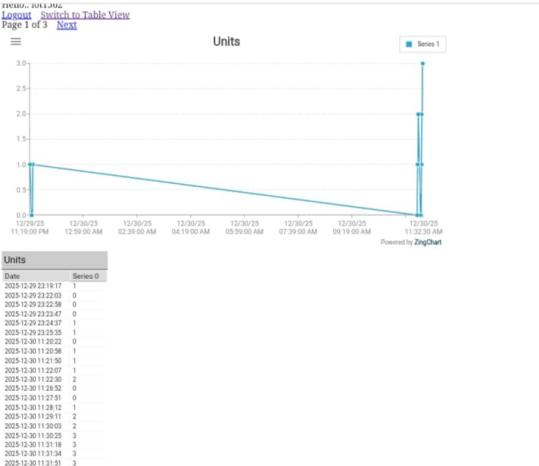 Logout Switch to Table View
Page 1 of 3 Next
Units
Series 1
3.0
2.5
2.0
1.5
1.0
0.5
0.0
12/29/25 12/30/25 12/30/25 12/30/25 12/30/25 12/30/25 12/30/25 12/30/25
11:19:00 PM 12:59:00 AM 02:39:00 AM 04:19:00 AM 05:59:00 AM 07:39:00 AM 09:19:00 AM 11:32:30 AM
Powered by ZingChart
Units
Date Series 0
2025-12-29 23:19:17 1
2025-12-29 23:22:03 0
2025-12-29 23:22:58 0
2025-12-29 23:23:47 0
2025-12-29 23:24:37 1
2025-12-29 23:25:35 1
2025-12-30 11:20:22 0
2025-12-30 11:20:58 1
2025-12-30 11:21:50 1
2025-12-30 11:22:07 1
2025-12-30 11:22:30 2
2025-12-30 11:26:52 0
2025-12-30 11:27:51 0
2025-12-30 11:28:12 1
2025-12-30 11:29:11 2
2025-12-30 11:30:03 2
2025-12-30 11:30:25 3
2025-12-30 11:31:18 3
2025-12-30 11:31:34 3
2025-12-30 11:31:51 3